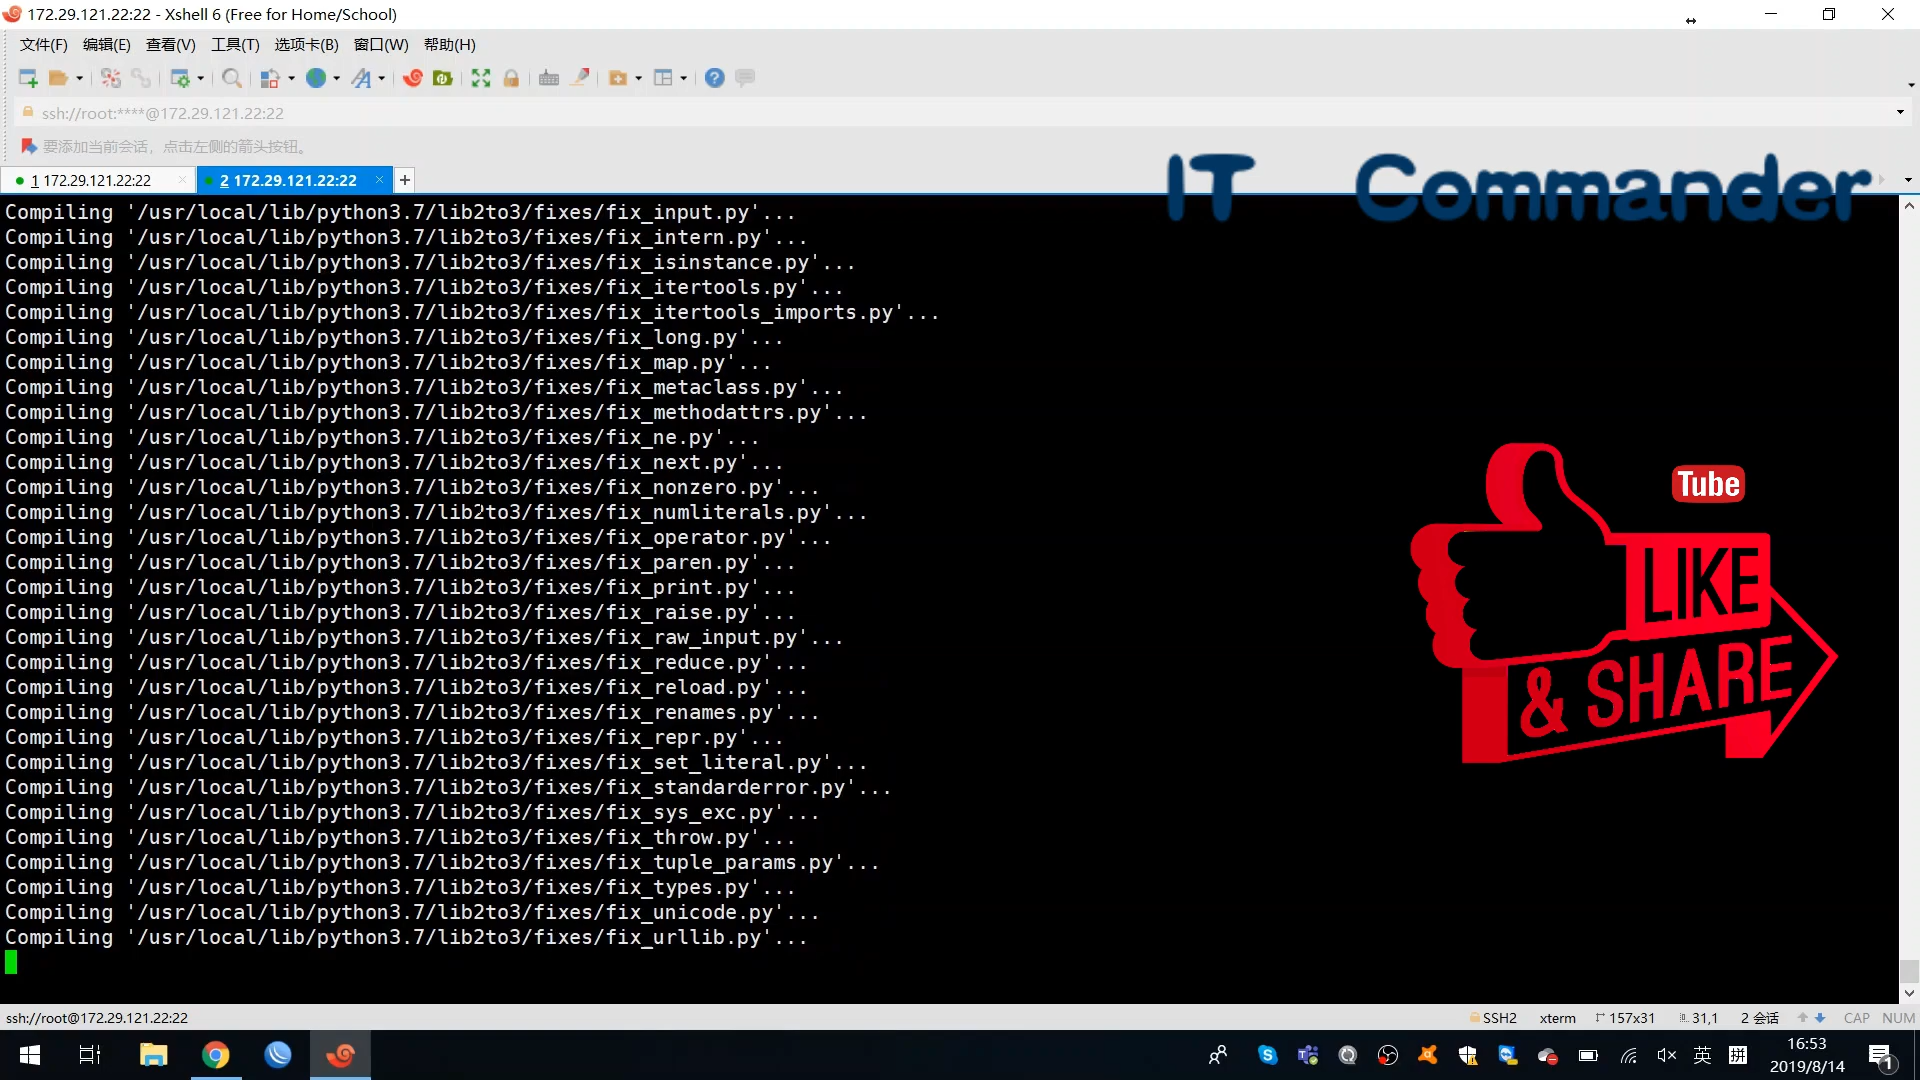 172.29.121.22:22 - Xshell 6 (Free for Home/School)
文件(F) 编辑(E) 查看(V) 工具(T) 选项卡(B) 窗口(W) 帮助(H)
ssh://root:****@172.29.121.22:22
要添加当前会话，点击左侧的箭头按钮。
1 172.29.121.22:22
2 172.29.121.22:22
IT Commander
Compiling '/usr/local/lib/python3.7/lib2to3/fixes/fix_input.py'...
Compiling '/usr/local/lib/python3.7/lib2to3/fixes/fix_intern.py'...
Compiling '/usr/local/lib/python3.7/lib2to3/fixes/fix_isinstance.py'...
Compiling '/usr/local/lib/python3.7/lib2to3/fixes/fix_itertools.py'...
Compiling '/usr/local/lib/python3.7/lib2to3/fixes/fix_itertools_imports.py'...
Compiling '/usr/local/lib/python3.7/lib2to3/fixes/fix_long.py'...
Compiling '/usr/local/lib/python3.7/lib2to3/fixes/fix_map.py'...
Compiling '/usr/local/lib/python3.7/lib2to3/fixes/fix_metaclass.py'...
Compiling '/usr/local/lib/python3.7/lib2to3/fixes/fix_methodattrs.py'...
Compiling '/usr/local/lib/python3.7/lib2to3/fixes/fix_ne.py'...
Compiling '/usr/local/lib/python3.7/lib2to3/fixes/fix_next.py'...
Compiling '/usr/local/lib/python3.7/lib2to3/fixes/fix_nonzero.py'...
Compiling '/usr/local/lib/python3.7/lib2to3/fixes/fix_numliterals.py'...
Compiling '/usr/local/lib/python3.7/lib2to3/fixes/fix_operator.py'...
Compiling '/usr/local/lib/python3.7/lib2to3/fixes/fix_paren.py'...
Compiling '/usr/local/lib/python3.7/lib2to3/fixes/fix_print.py'...
Compiling '/usr/local/lib/python3.7/lib2to3/fixes/fix_raise.py'...
Compiling '/usr/local/lib/python3.7/lib2to3/fixes/fix_raw_input.py'...
Compiling '/usr/local/lib/python3.7/lib2to3/fixes/fix_reduce.py'...
Compiling '/usr/local/lib/python3.7/lib2to3/fixes/fix_reload.py'...
Compiling '/usr/local/lib/python3.7/lib2to3/fixes/fix_renames.py'...
Compiling '/usr/local/lib/python3.7/lib2to3/fixes/fix_repr.py'...
Compiling '/usr/local/lib/python3.7/lib2to3/fixes/fix_set_literal.py'...
Compiling '/usr/local/lib/python3.7/lib2to3/fixes/fix_standarderror.py'...
Compiling '/usr/local/lib/python3.7/lib2to3/fixes/fix_sys_exc.py'...
Compiling '/usr/local/lib/python3.7/lib2to3/fixes/fix_throw.py'...
Compiling '/usr/local/lib/python3.7/lib2to3/fixes/fix_tuple_params.py'...
Compiling '/usr/local/lib/python3.7/lib2to3/fixes/fix_types.py'...
Compiling '/usr/local/lib/python3.7/lib2to3/fixes/fix_unicode.py'...
Compiling '/usr/local/lib/python3.7/lib2to3/fixes/fix_urllib.py'...
Tube
LIKE
& SHARE
ssh://root@172.29.121.22:22
SSH2 xterm 157x31 31,1 2 会话 CAP NUM
英 拼
16:53
2019/8/14
1